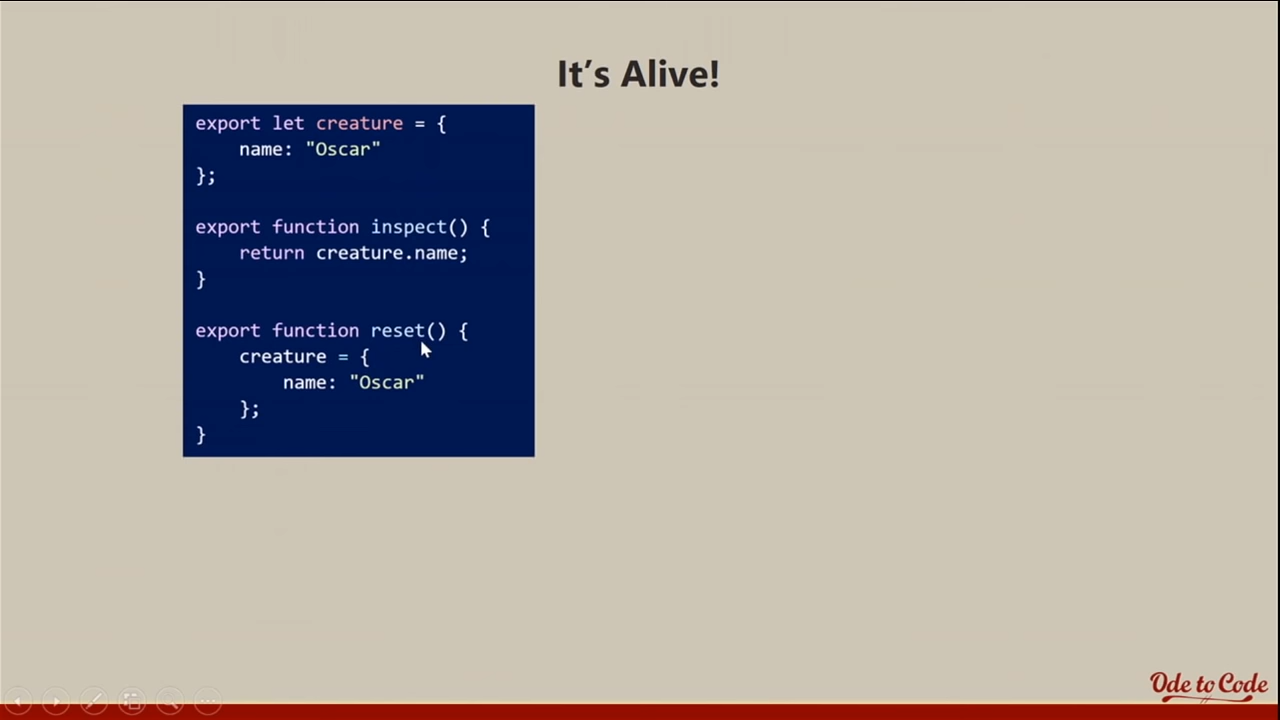 It's Alive!
export let creature = {
    name: "Oscar"
};

export function inspect() {
    return creature.name;
}

export function reset() {
    creature = {
        name: "Oscar"
    };
}
Ode to Code